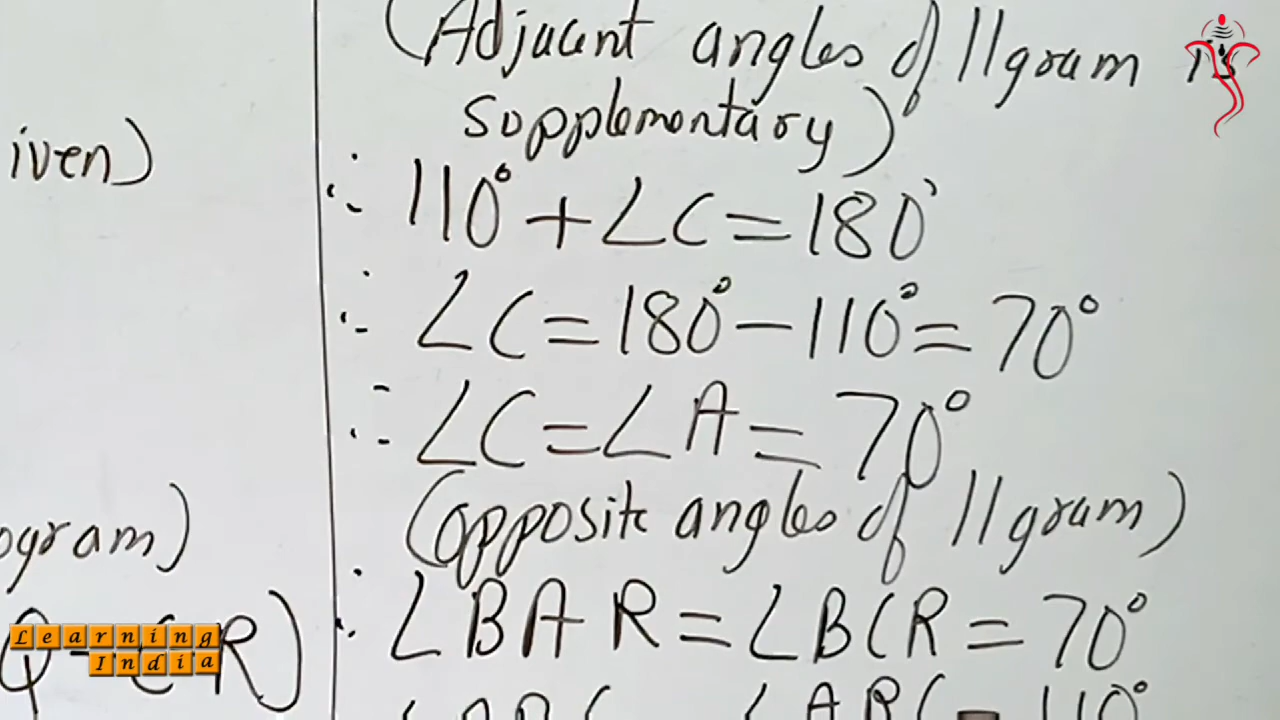 (Adjacent angles of ||gram is
supplementary)
iven)
∴ 110° + ∠C = 180°
∴ ∠C = 180° − 110° = 70°
∴ ∠C = ∠A = 70°
(opposite angles of ||gram)
ogram)
∴ ∠BAR = ∠BCR = 70°
Learning
India